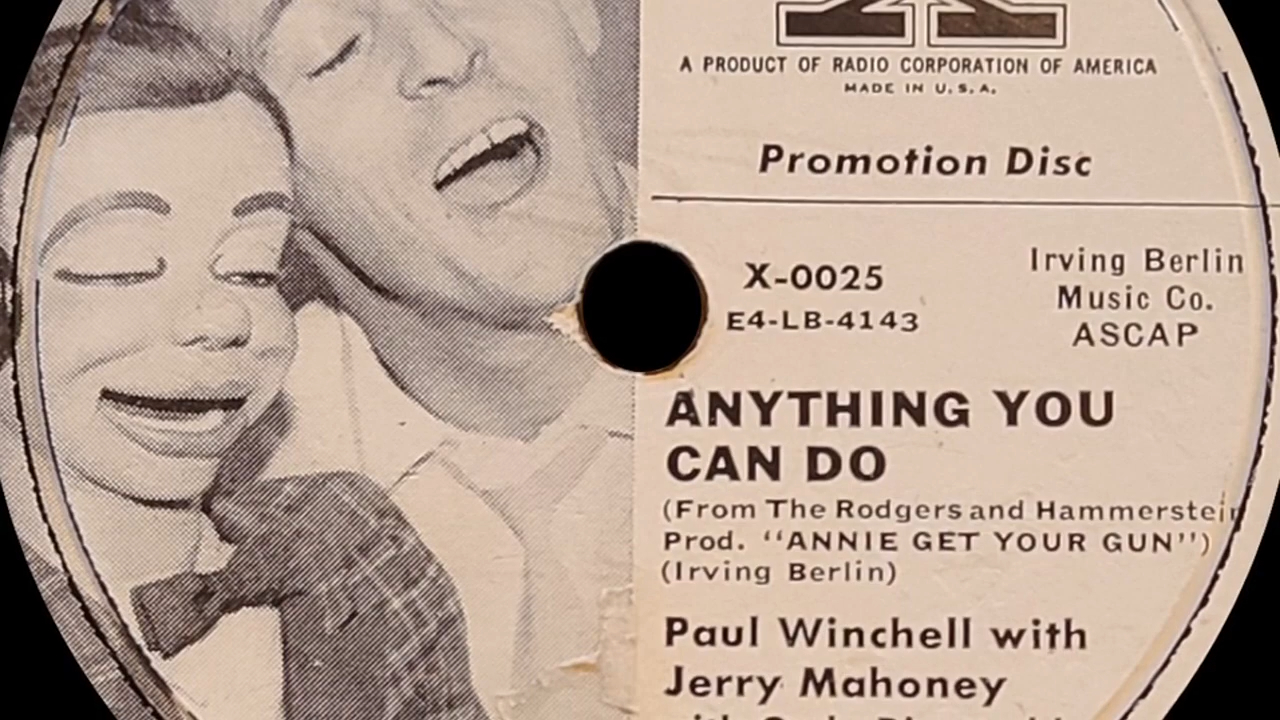 X
A PRODUCT OF RADIO CORPORATION OF AMERICA
MADE IN U.S.A.
Promotion Disc
X-0025
E4-LB-4143
Irving Berlin
Music Co.
ASCAP
ANYTHING YOU
CAN DO
(From The Rodgers and Hammerstein
Prod. "ANNIE GET YOUR GUN")
(Irving Berlin)
Paul Winchell with
Jerry Mahoney